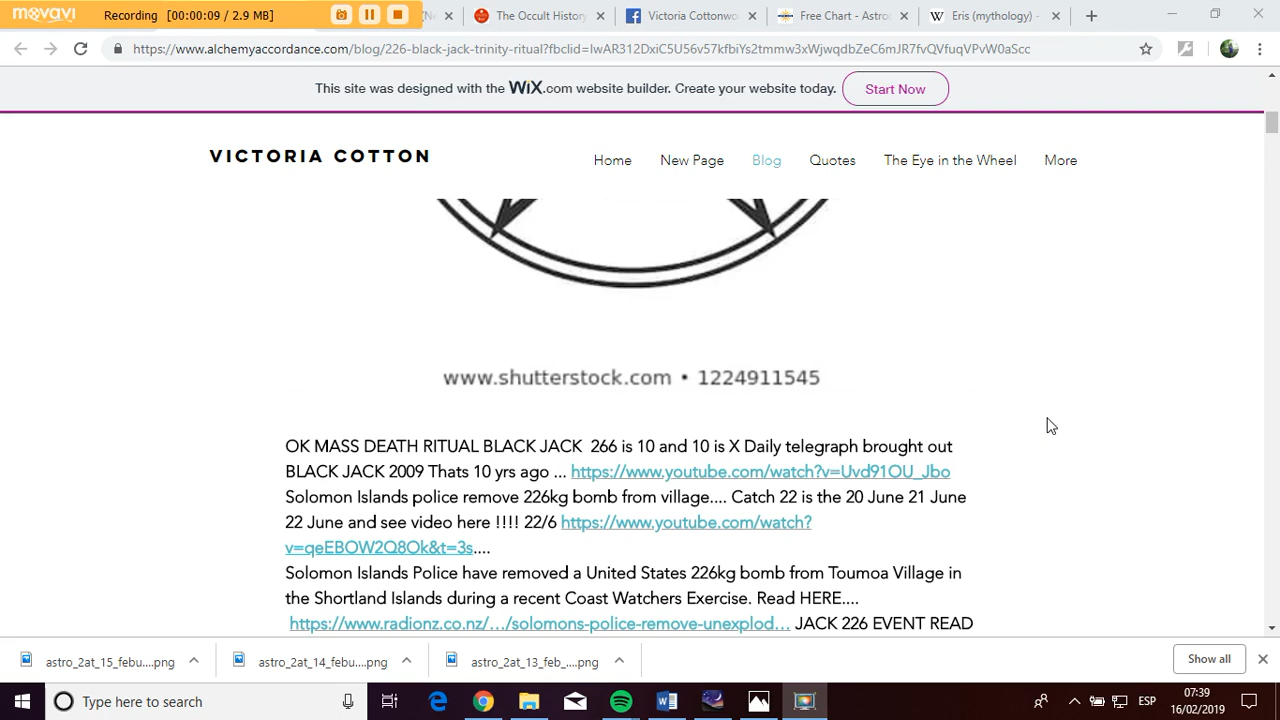 movavi Recording [00:00:09 / 2.9 MB]
The Occult History
Victoria Cottonwo
Free Chart - Astro
W Eris (mythology) -
https://www.alchemyaccordance.com/blog/226-black-jack-trinity-ritual?fbclid=IwAR312DxiC5U56v57kfbiYs2tmmw3xWjwqdbZeC6mJR7fvQVfuqVPvW0aScc
This site was designed with the WiX.com website builder. Create your website today. Start Now
VICTORIA COTTON
Home New Page Blog Quotes The Eye in the Wheel More
www.shutterstock.com • 1224911545
OK MASS DEATH RITUAL BLACK JACK 266 is 10 and 10 is X Daily telegraph brought out
BLACK JACK 2009 Thats 10 yrs ago ... https://www.youtube.com/watch?v=Uvd91OU_Jbo
Solomon Islands police remove 226kg bomb from village.... Catch 22 is the 20 June 21 June
22 June and see video here !!!! 22/6 https://www.youtube.com/watch?
v=qeEBOW2Q8Ok&t=3s....
Solomon Islands Police have removed a United States 226kg bomb from Toumoa Village in
the Shortland Islands during a recent Coast Watchers Exercise. Read HERE....
https://www.radionz.co.nz/…/solomons-police-remove-unexplod… JACK 226 EVENT READ
astro_2at_15_febu....png
astro_2at_14_febu....png
astro_2at_13_feb_....png
Show all
Type here to search
ESP
07:39
16/02/2019